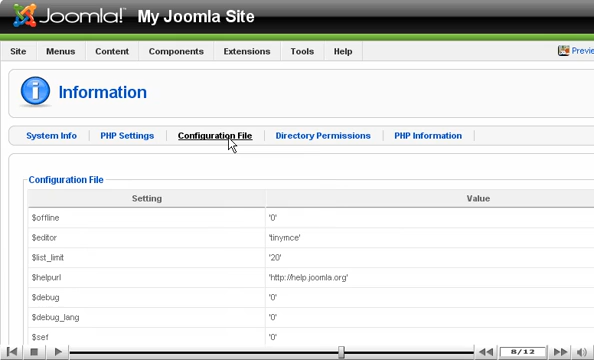 Joomla! My Joomla Site
Site Menus Content Components Extensions Tools Help Previe
Information
System Info PHP Settings Configuration File Directory Permissions PHP Information
Configuration File
Setting Value
$offline '0'
$editor 'tinymce'
$list_limit '20'
$helpurl 'http://help.joomla.org'
$debug '0'
$debug_lang '0'
$sef '0'
8/12